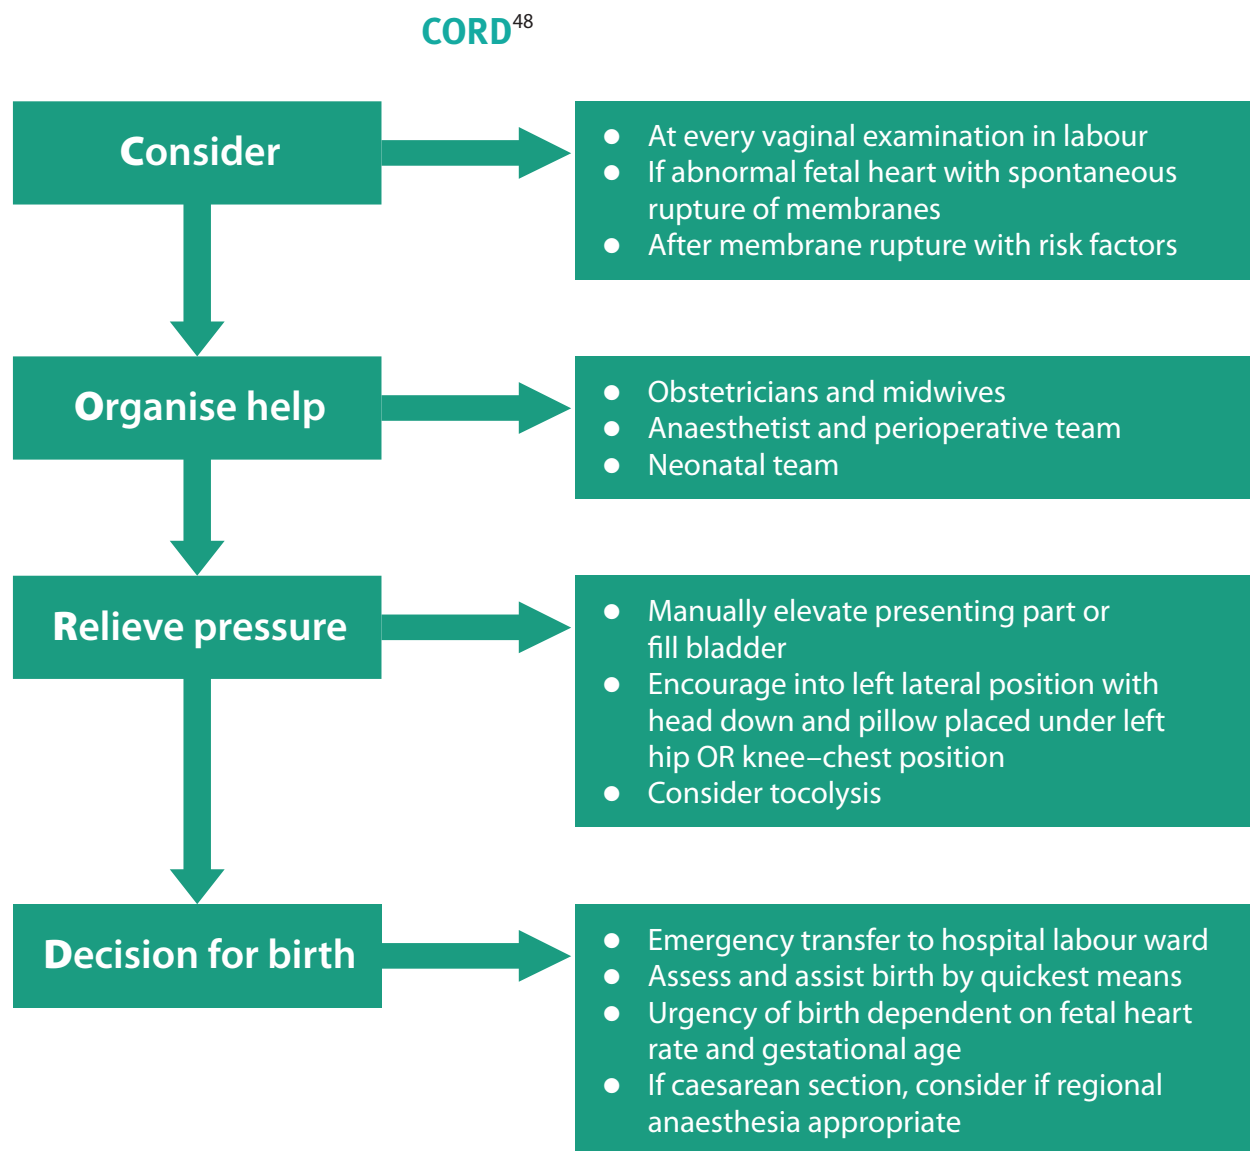 CORD48
Consider
● At every vaginal examination in labour
● If abnormal fetal heart with spontaneous
rupture of membranes
● After membrane rupture with risk factors
Organise help
● Obstetricians and midwives
● Anaesthetist and perioperative team
● Neonatal team
Relieve pressure
● Manually elevate presenting part or
fill bladder
● Encourage into left lateral position with
head down and pillow placed under left
hip OR knee–chest position
● Consider tocolysis
Decision for birth
● Emergency transfer to hospital labour ward
● Assess and assist birth by quickest means
● Urgency of birth dependent on fetal heart
rate and gestational age
● If caesarean section, consider if regional
anaesthesia appropriate